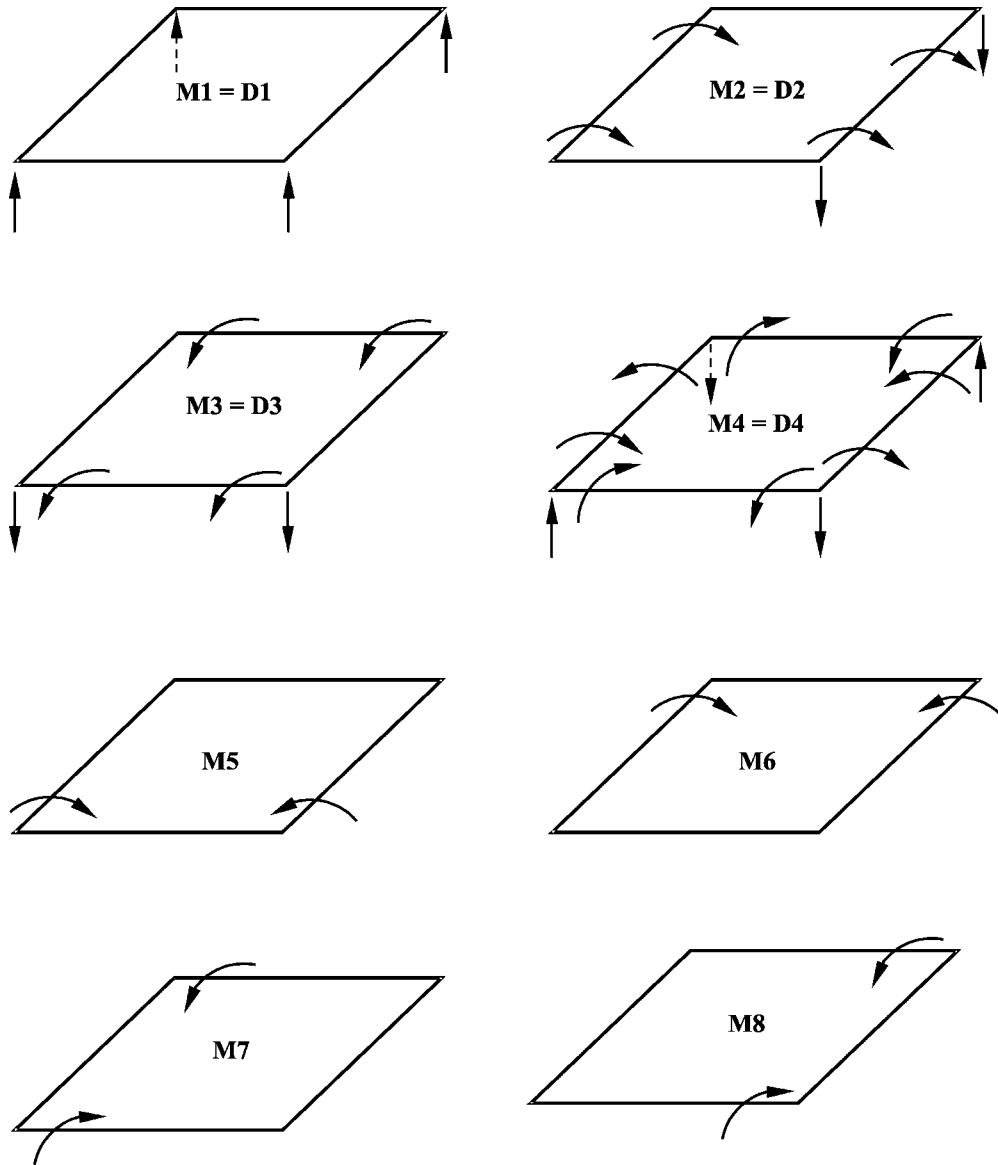 M1 = D1
M2 = D2
M3 = D3
M4 = D4
M5
M6
M7
M8